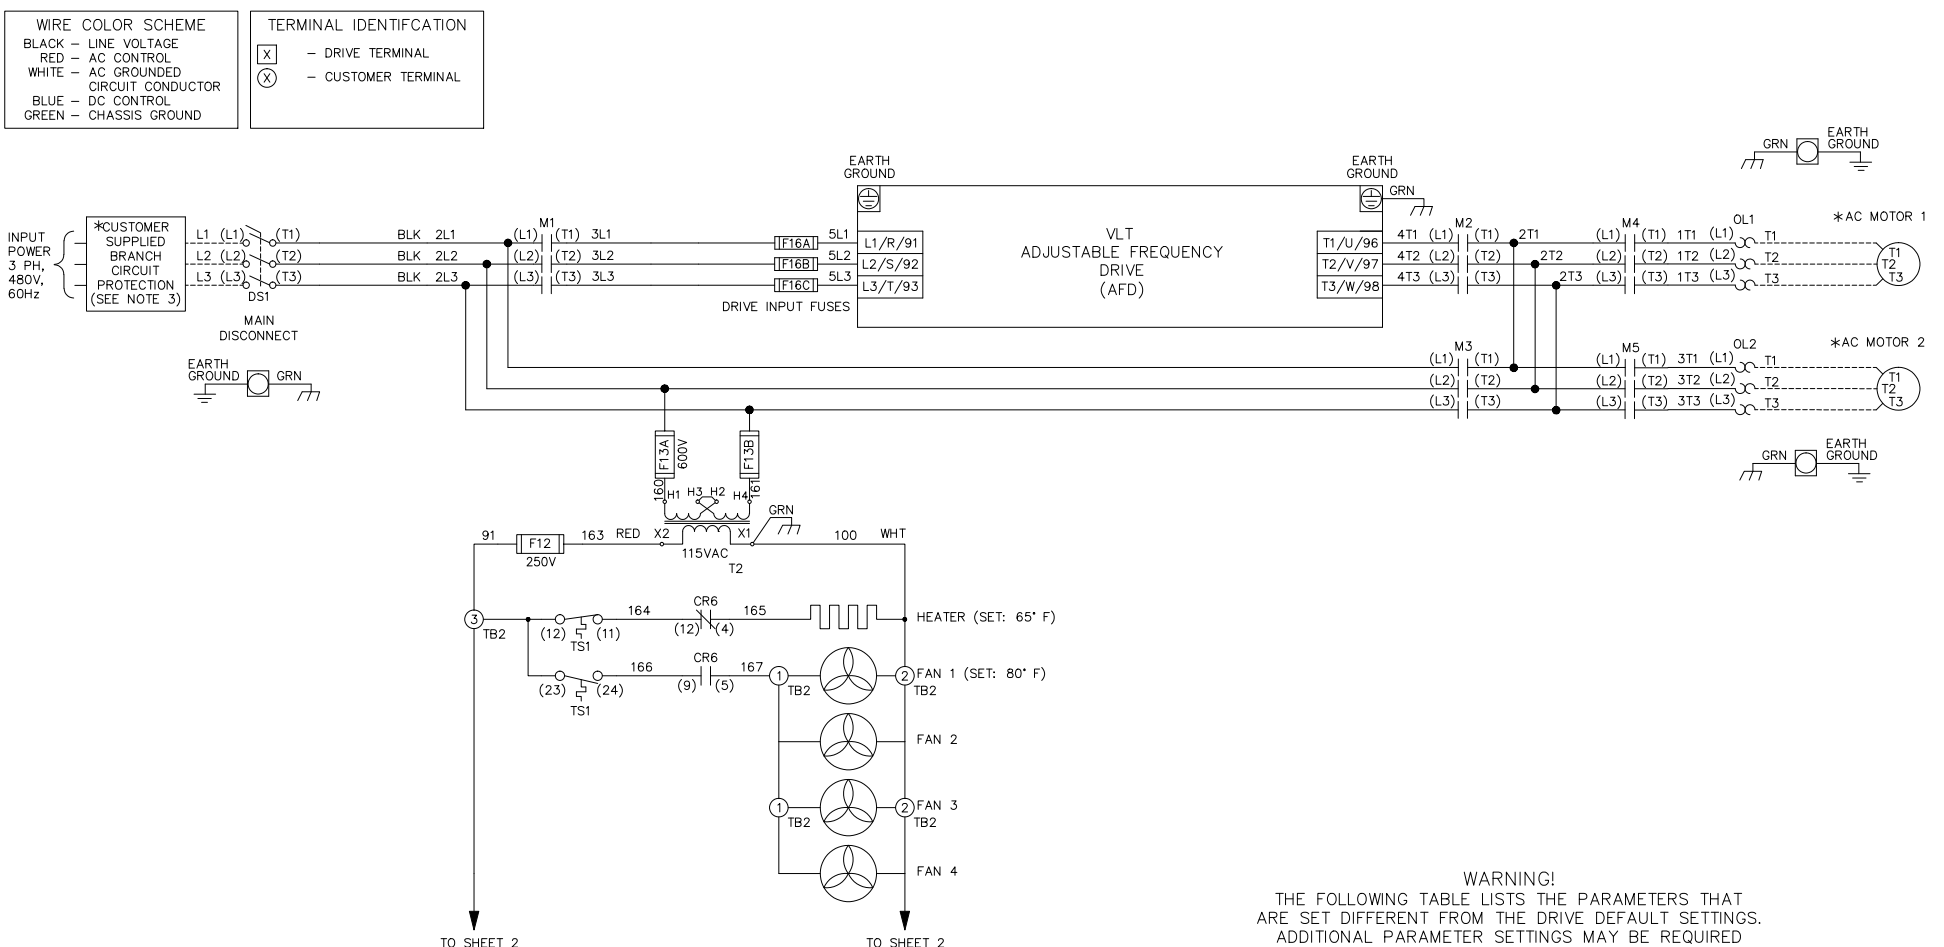 WIRE COLOR SCHEME
BLACK – LINE VOLTAGE
RED – AC CONTROL
WHITE – AC GROUNDED
CIRCUIT CONDUCTOR
BLUE – DC CONTROL
GREEN – CHASSIS GROUND
TERMINAL IDENTIFCATION
X – DRIVE TERMINAL
X – CUSTOMER TERMINAL
INPUT
POWER
3 PH,
480V,
60Hz
*CUSTOMER
SUPPLIED
BRANCH
CIRCUIT
PROTECTION
(SEE NOTE 3)
L1 (L1) (T1) BLK 2L1 (L1) M1 (T1) 3L1 F16A 5L1 L1/R/91
L2 (L2) (T2) BLK 2L2 (L2) (T2) 3L2 F16B 5L2 L2/S/92
L3 (L3) (T3) BLK 2L3 (L3) (T3) 3L3 F16C 5L3 L3/T/93
DS1
MAIN
DISCONNECT
DRIVE INPUT FUSES
EARTH
GROUND
GRN
EARTH
GROUND
VLT
ADJUSTABLE FREQUENCY
DRIVE
(AFD)
EARTH
GROUND
GRN
T1/U/96 4T1 (L1) M2 (T1) 2T1 (L1) M4 (T1) 1T1 (L1) OL1 T1
T2/V/97 4T2 (L2) (T2) 2T2 (L2) (T2) 1T2 (L2) T2
T3/W/98 4T3 (L3) (T3) 2T3 (L3) (T3) 1T3 (L3) T3
GRN
EARTH
GROUND
*AC MOTOR 1
T1
T2
T3
(L1) M3 (T1) (L1) M5 (T1) 3T1 (L1) OL2 T1
(L2) (T2) (L2) (T2) 3T2 (L2) T2
(L3) (T3) (L3) (T3) 3T3 (L3) T3
*AC MOTOR 2
T1
T2
T3
GRN
EARTH
GROUND
F13A
600V
F13B
160
161
H1 H3 H2 H4
GRN
91 F12 163 RED X2 X1 100 WHT
250V
115VAC
T2
3
TB2
(12) (11)
TS1
164
CR6
(12) (4)
165
HEATER (SET: 65° F)
(23) (24)
TS1
166
CR6
(9) (5)
167
1
TB2
2
TB2
FAN 1 (SET: 80° F)
FAN 2
1
TB2
2
TB2
FAN 3
FAN 4
TO SHEET 2
TO SHEET 2
WARNING!
THE FOLLOWING TABLE LISTS THE PARAMETERS THAT
ARE SET DIFFERENT FROM THE DRIVE DEFAULT SETTINGS.
ADDITIONAL PARAMETER SETTINGS MAY BE REQUIRED